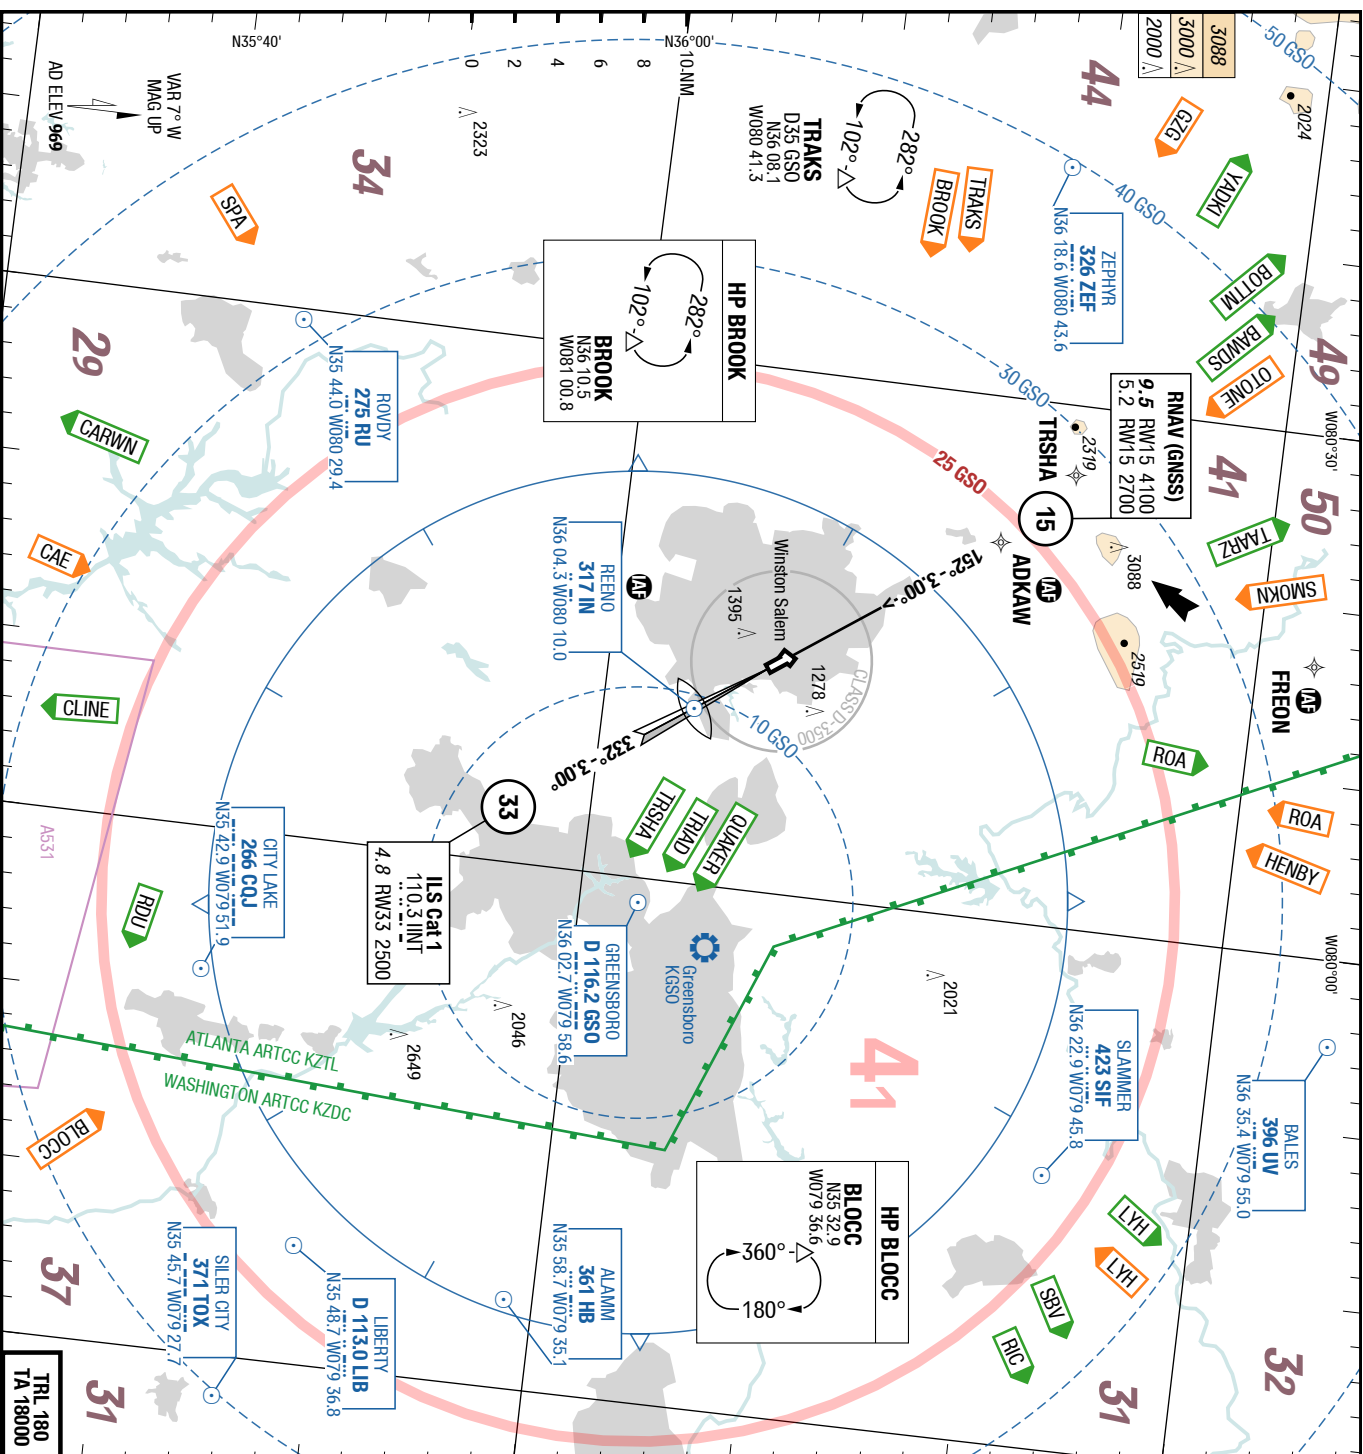 3088
3000
2000
50 GSO
2024
44
GZG
YADKI
40 GSO
BOTTM
BAWDS
OTONE
49
W080°30'
N35°40'
N36°00'
10 NM
8
6
4
2
0
VAR 7° W
MAG UP
AD ELEV 969
2323
34
SPA
282°
102°
TRAKS
D35 GSO
N36 08.1
W080 41.3
TRAKS
BROOK
ZEPHYR
326 ZEF
N36 18.6 W080 43.6
30 GSO
HP BROOK
282°
102°
BROOK
N36 10.5
W081 00.8
RNAV (GNSS)
9.5 RW15 4100
5.2 RW15 2700
2319
TRSHA
15
41
50
TAARZ
SMOKN
25 GSO
IAF
ADKAW
3088
2519
IAF
FREON
152°-3.00°
29
CARWN
ROVDY
275 RU
N35 44.0 W080 29.4
CAE
CLINE
REENO
317 IN
N36 04.3 W080 10.0
IAF
Winston Salem
1395
1278
CLASS D-3500
10 GSO
332°-3.00°
33
ILS Cat 1
110.3 IINT
4.8 RW33 2500
TRSHA
TRIAD
QUAKER
ROA
ROA
HENBY
A531
RDU
CITY LAKE
266 CQJ
N35 42.9 W079 51.9
GREENSBORO
D 116.2 GSO
N36 02.7 W079 58.6
Greensboro
KGSO
2021
2046
2649
41
W080°00'
ATLANTA ARTCC KZTL
WASHINGTON ARTCC KZDC
SLAMMER
423 SIF
N36 22.9 W079 45.8
BALES
396 UV
N36 35.4 W079 55.0
BLOCC
HP BLOCC
BLOCC
N35 32.9
W079 36.6
360°
180°
LYH
LYH
SBV
RIC
37
SILER CITY
371 TOX
N35 45.7 W079 27.7
LIBERTY
D 113.0 LIB
N35 48.7 W079 36.8
ALAMM
361 HB
N35 58.7 W079 35.1
32
31
31
TRL 180
TA 18000